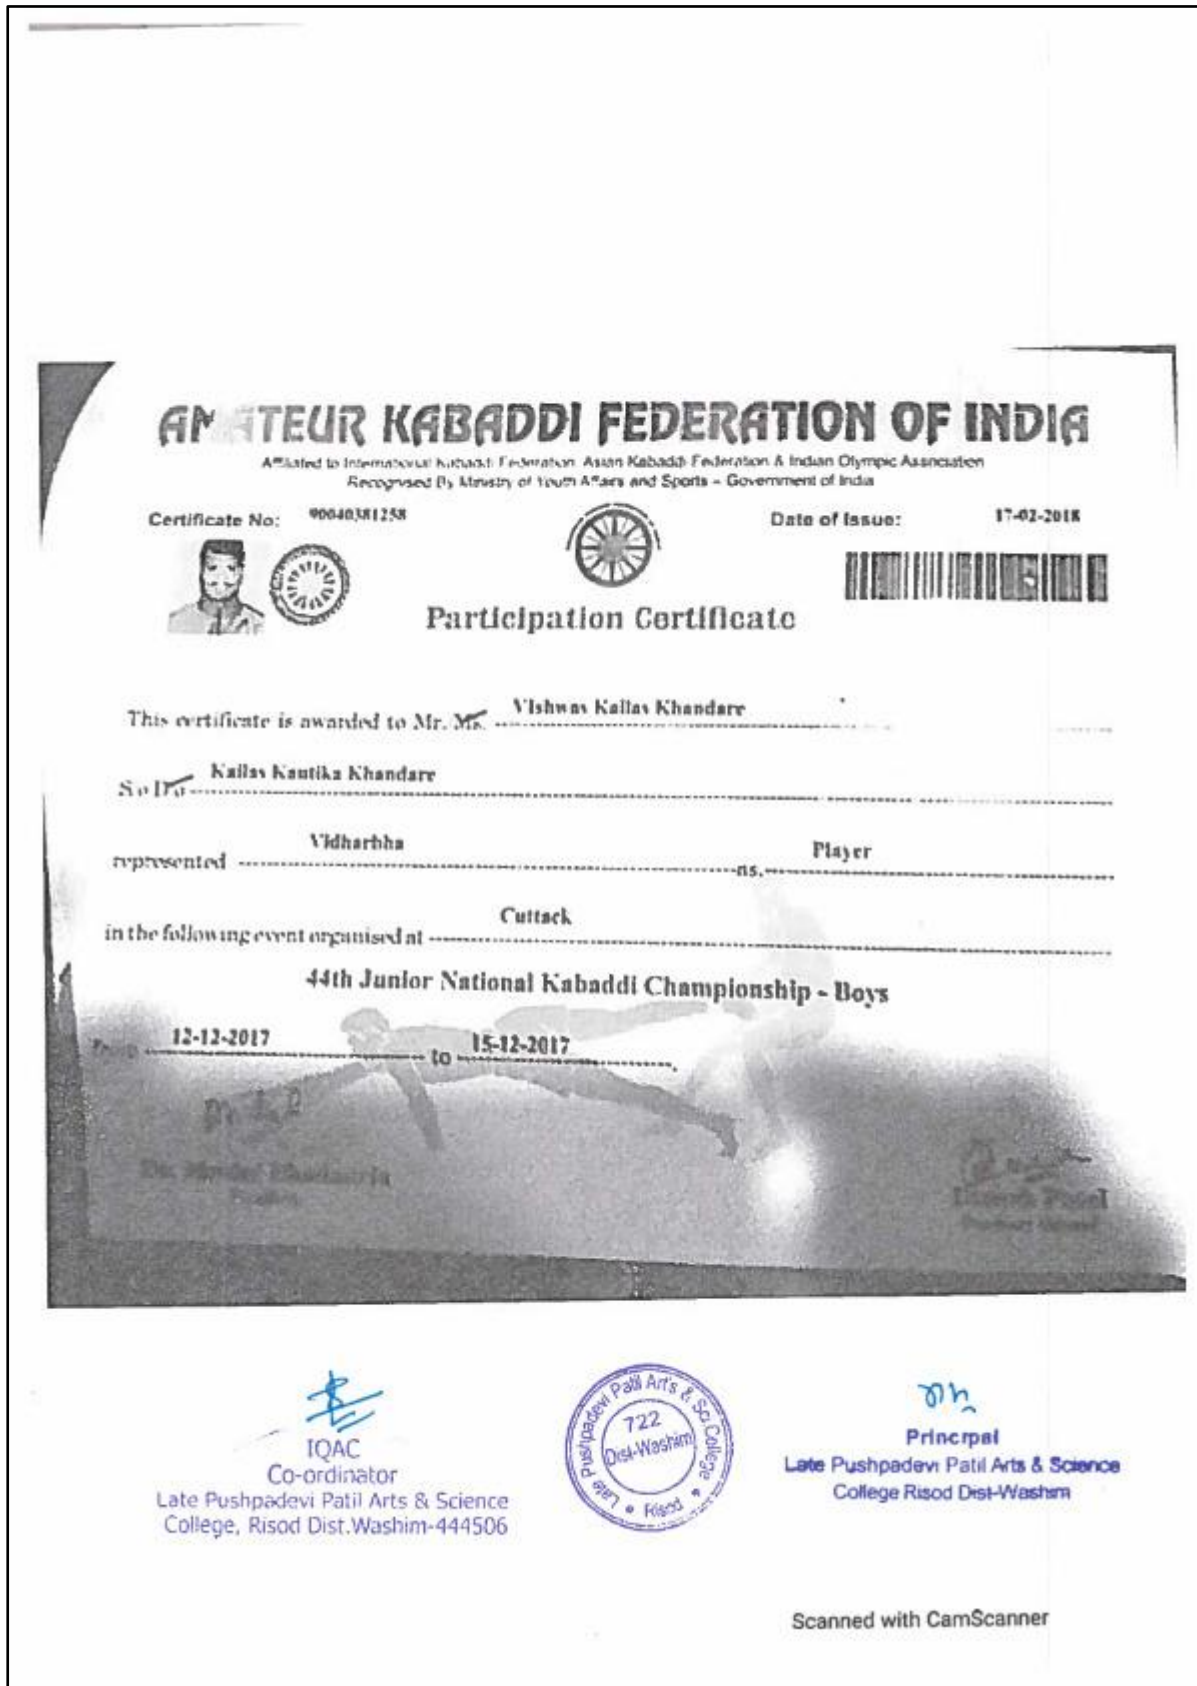 AMATEUR KABADDI FEDERATION OF INDIA
Affiliated to International Kabaddi Federation, Asian Kabaddi Federation & Indian Olympic Association
Recognised By Ministry of Youth Affairs and Sports – Government of India
Certificate No: 90040381258
Date of Issue: 17-02-2018
Participation Certificate
This certificate is awarded to Mr. Ms. Vishwas Kailas Khandare
S/o D/o Kailas Kautika Khandare
represented Vidharbha as. Player
in the following event organised at Cuttack
44th Junior National Kabaddi Championship - Boys
from 12-12-2017 to 15-12-2017
Dr.
IQAC
Co-ordinator
Late Pushpadevi Patil Arts & Science
College, Risod Dist.Washim-444506
Late Pushpadevi Patil Art's & Sci.College
722
Dist-Washim
Risod
Principal
Late Pushpadevi Patil Arts & Science
College Risod Dist-Washim
Scanned with CamScanner